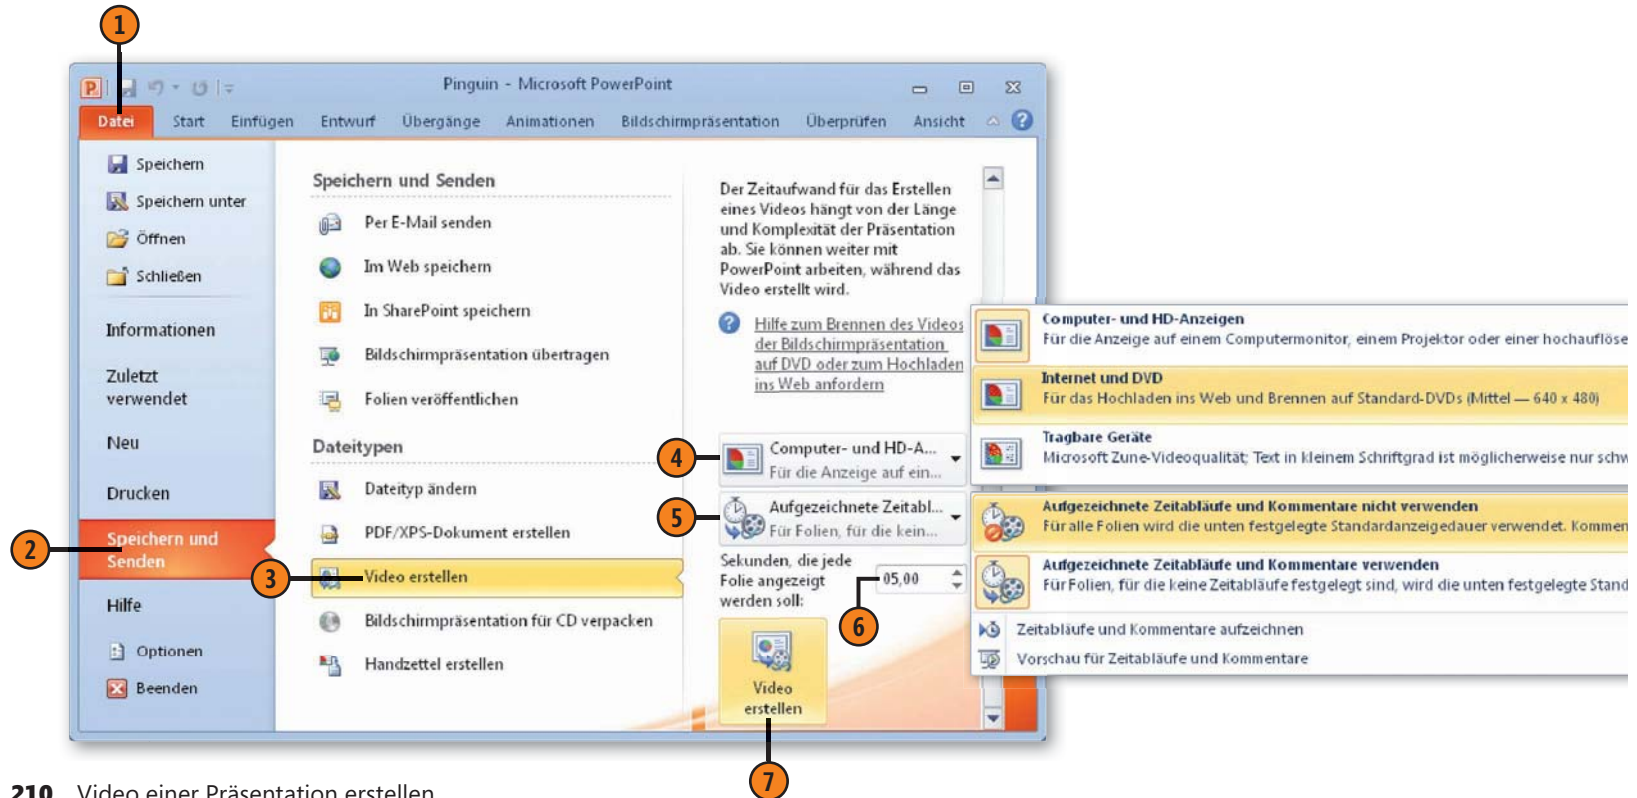 1
Pinguin - Microsoft PowerPoint
Datei Start Einfügen Entwurf Übergänge Animationen Bildschirmpräsentation Überprüfen Ansicht
Speichern
Speichern unter
Öffnen
Schließen
Informationen
Zuletzt
verwendet
Neu
Drucken
2
Speichern und
Senden
Hilfe
Optionen
Beenden
Speichern und Senden
Per E-Mail senden
Im Web speichern
In SharePoint speichern
Bildschirmpräsentation übertragen
Folien veröffentlichen
Dateitypen
Dateityp ändern
PDF/XPS-Dokument erstellen
3
Video erstellen
Bildschirmpräsentation für CD verpacken
Handzettel erstellen
Der Zeitaufwand für das Erstellen
eines Videos hängt von der Länge
und Komplexität der Präsentation
ab. Sie können weiter mit
PowerPoint arbeiten, während das
Video erstellt wird.
Hilfe zum Brennen des Videos
der Bildschirmpräsentation
auf DVD oder zum Hochladen
ins Web anfordern
4
Computer- und HD-A...
Für die Anzeige auf ein...
5
Aufgezeichnete Zeitabl...
Für Folien, für die kein...
Sekunden, die jede
Folie angezeigt
werden soll:
05,00
6
Video
erstellen
7
Computer- und HD-Anzeigen
Für die Anzeige auf einem Computermonitor, einem Projektor oder einer hochauflöse
Internet und DVD
Für das Hochladen ins Web und Brennen auf Standard-DVDs (Mittel — 640 x 480)
Tragbare Geräte
Microsoft Zune-Videoqualität; Text in kleinem Schriftgrad ist möglicherweise nur schw
Aufgezeichnete Zeitabläufe und Kommentare nicht verwenden
Für alle Folien wird die unten festgelegte Standardanzeigedauer verwendet. Kommen
Aufgezeichnete Zeitabläufe und Kommentare verwenden
Für Folien, für die keine Zeitabläufe festgelegt sind, wird die unten festgelegte Stand
Zeitabläufe und Kommentare aufzeichnen
Vorschau für Zeitabläufe und Kommentare
210 Video einer Präsentation erstellen